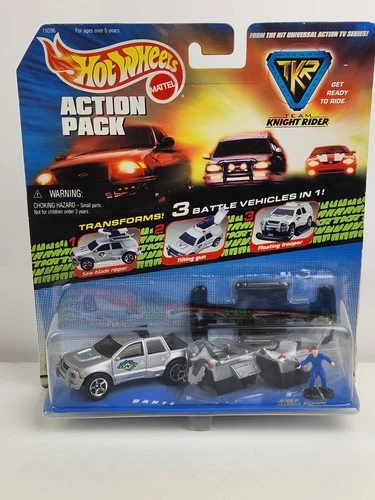 19396
For ages over 5 years
Hot Wheels
MATTEL
ACTION
PACK
FROM THE HIT UNIVERSAL ACTION TV SERIES!
TKR
TEAM
KNIGHT RIDER
GET
READY
TO RIDE.
WARNING:
CHOKING HAZARD - Small parts
Not for children under 3 years.
TRANSFORMS! 3 BATTLE VEHICLES IN 1!
1
Saw blade ripper
2
Tilting gun
3
Floating trooper
DANTE